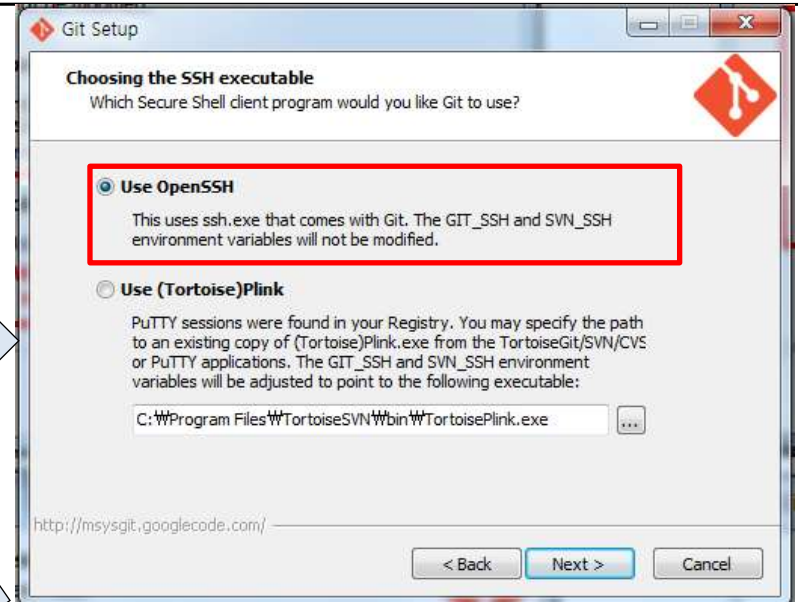 Git Setup
Choosing the SSH executable
Which Secure Shell client program would you like Git to use?
Use OpenSSH
This uses ssh.exe that comes with Git. The GIT_SSH and SVN_SSH
environment variables will not be modified.
Use (Tortoise)Plink
PuTTY sessions were found in your Registry. You may specify the path
to an existing copy of (Tortoise)Plink.exe from the TortoiseGit/SVN/CVS
or PuTTY applications. The GIT_SSH and SVN_SSH environment
variables will be adjusted to point to the following executable:
C:₩Program Files₩TortoiseSVN₩bin₩TortoisePlink.exe
...
http://msysgit.googlecode.com/
< Back Next > Cancel